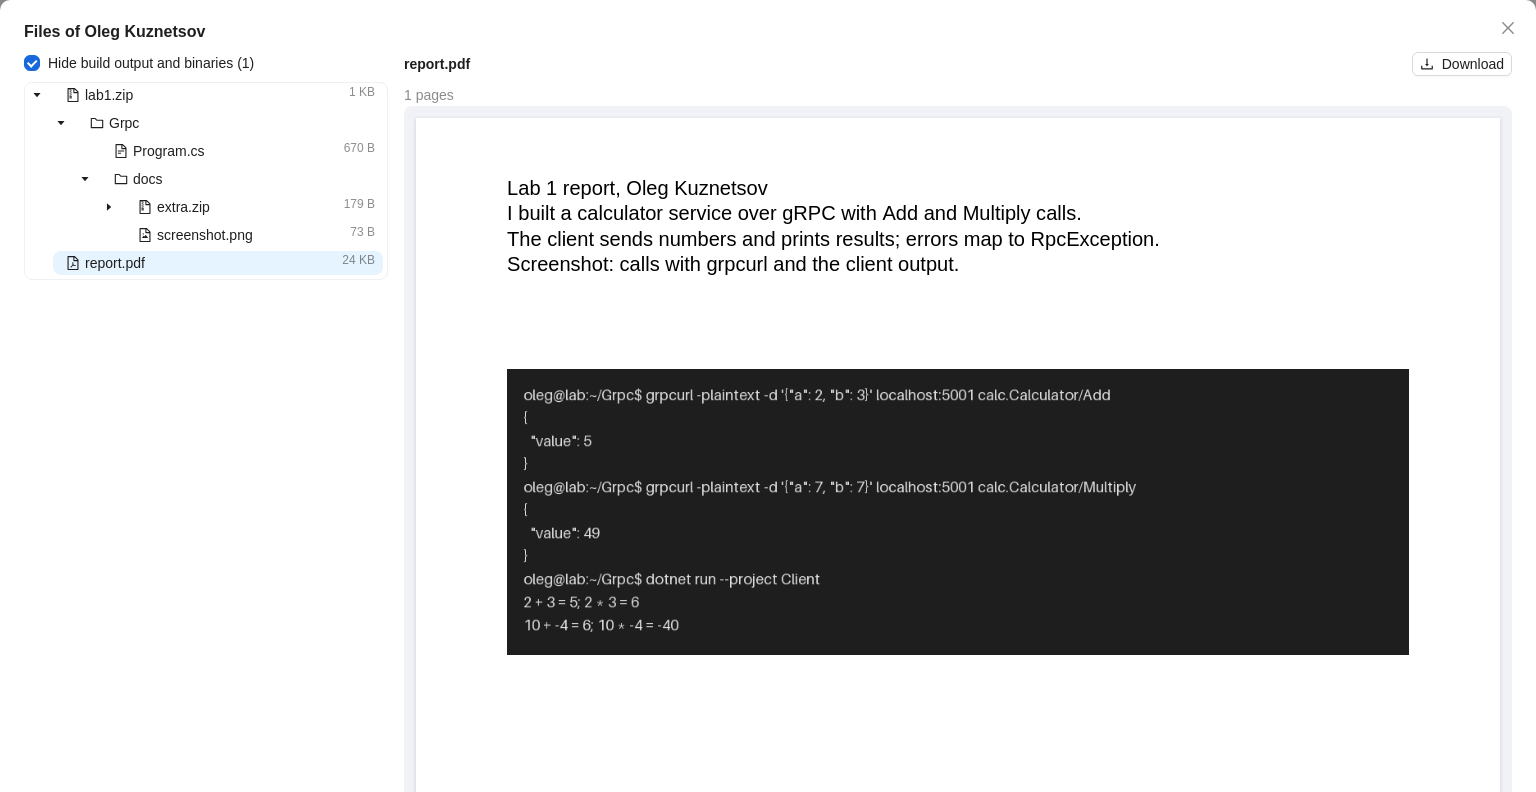 Files of Oleg Kuznetsov
Hide build output and binaries (1)
lab1.zip 1 KB
Grpc
Program.cs 670 B
docs
extra.zip 179 B
screenshot.png 73 B
report.pdf 24 KB
report.pdf
Download
1 pages
Lab 1 report, Oleg Kuznetsov
I built a calculator service over gRPC with Add and Multiply calls.
The client sends numbers and prints results; errors map to RpcException.
Screenshot: calls with grpcurl and the client output.
oleg@lab:~/Grpc$ grpcurl -plaintext -d '{"a": 2, "b": 3}' localhost:5001 calc.Calculator/Add
{
  "value": 5
}
oleg@lab:~/Grpc$ grpcurl -plaintext -d '{"a": 7, "b": 7}' localhost:5001 calc.Calculator/Multiply
{
  "value": 49
}
oleg@lab:~/Grpc$ dotnet run --project Client
2 + 3 = 5; 2 * 3 = 6
10 + -4 = 6; 10 * -4 = -40